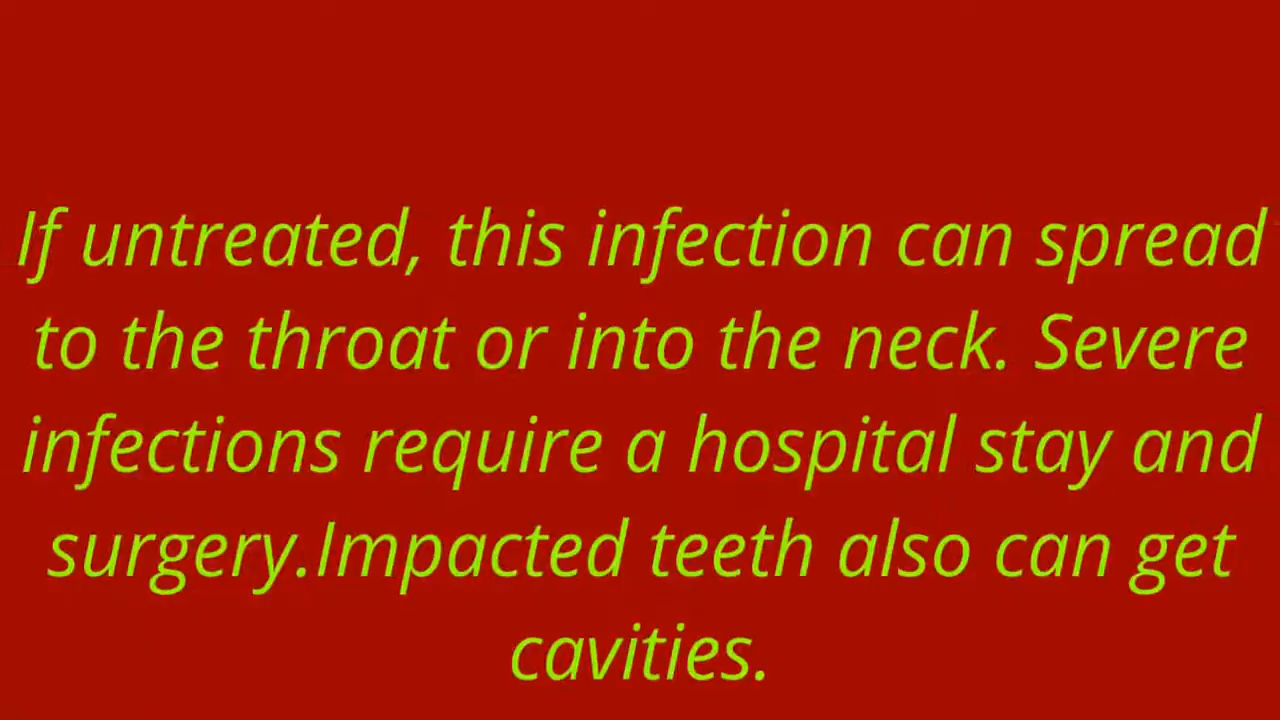 If untreated, this infection can spread
to the throat or into the neck. Severe
infections require a hospital stay and
surgery.Impacted teeth also can get
cavities.